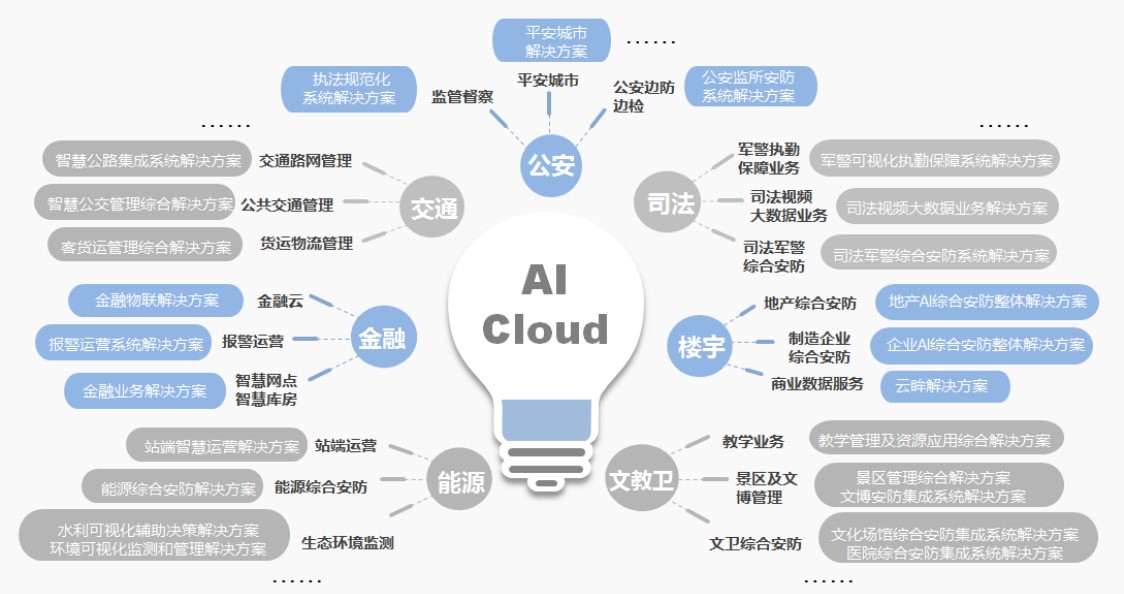 平安城市
解决方案
......
执法规范化
系统解决方案
监管督察
平安城市
公安边防
边检
公安监所安防
系统解决方案
公安
......
智慧公路集成系统解决方案
交通路网管理
智慧公交管理综合解决方案
公共交通管理
客货运管理综合解决方案
货运物流管理
交通
......
军警执勤
保障业务
军警可视化执勤保障系统解决方案
司法视频
大数据业务
司法视频大数据业务解决方案
司法军警
综合安防
司法军警综合安防系统解决方案
司法
AI
Cloud
金融物联解决方案
金融云
报警运营系统解决方案
报警运营
金融业务解决方案
智慧网点
智慧库房
金融
地产综合安防
地产AI综合安防整体解决方案
制造企业
综合安防
企业AI综合安防整体解决方案
商业数据服务
云眸解决方案
楼宇
站端智慧运营解决方案
站端运营
能源综合安防解决方案
能源综合安防
水利可视化辅助决策解决方案
环境可视化监测和管理解决方案
生态环境监测
能源
......
教学业务
教学管理及资源应用综合解决方案
景区及文
博管理
景区管理综合解决方案
文博安防集成系统解决方案
文卫综合安防
文化场馆综合安防集成系统解决方案
医院综合安防集成系统解决方案
文教卫
......